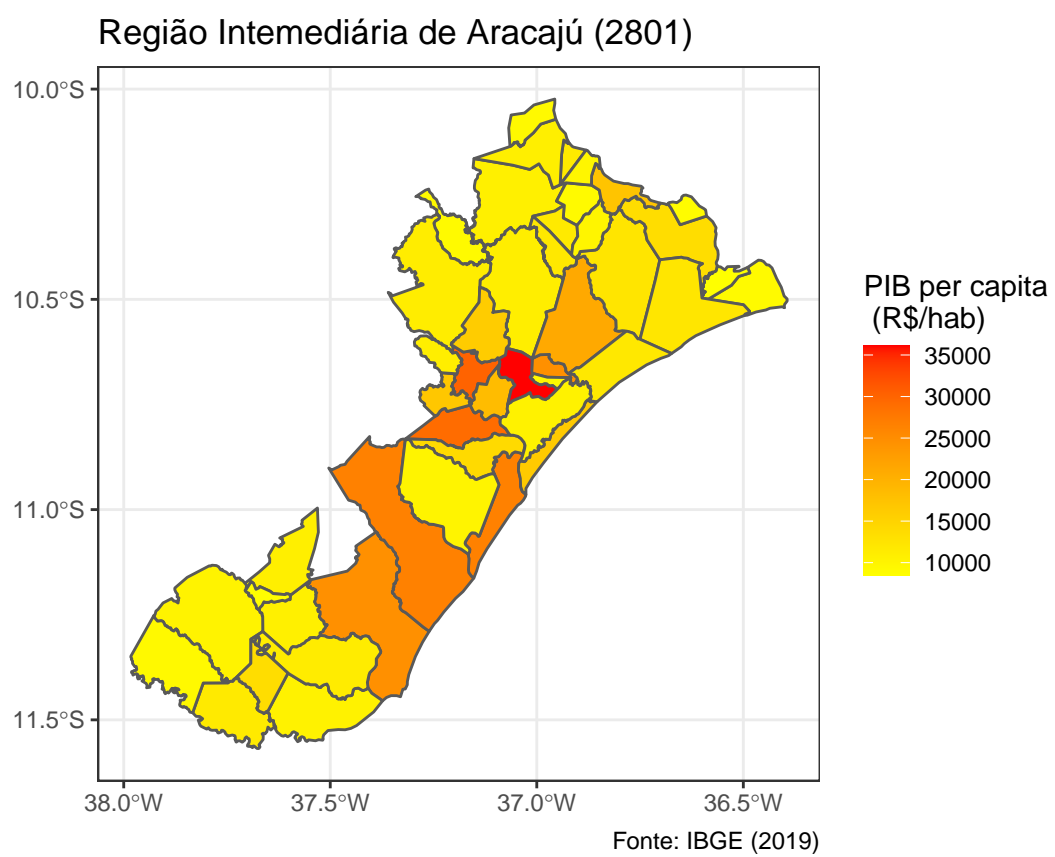 Região Intemediária de Aracajú (2801)
10.0°S
10.5°S
11.0°S
11.5°S
38.0°W
37.5°W
37.0°W
36.5°W
PIB per capita
(R$/hab)
35000
30000
25000
20000
15000
10000
Fonte: IBGE (2019)